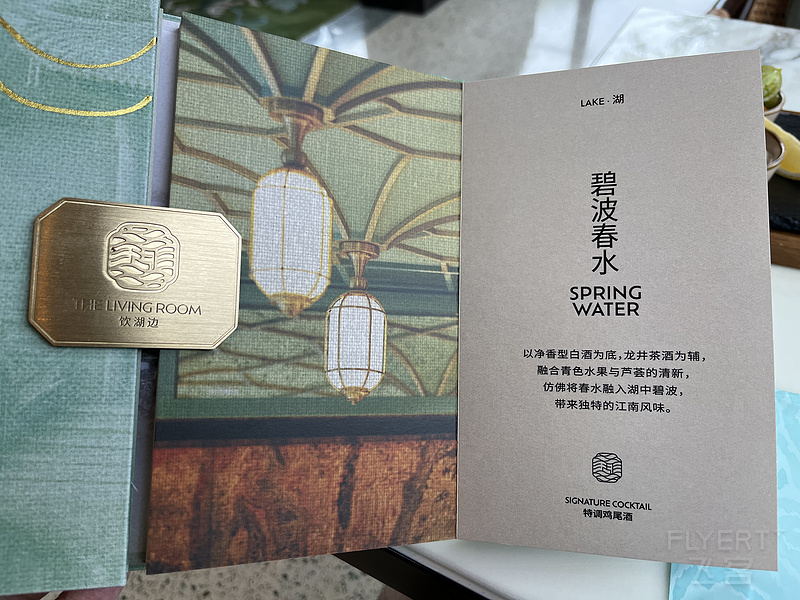 THE LIVING ROOM
饮湖边
LAKE · 湖
碧波春水
SPRING
WATER
以净香型白酒为底,龙井茶酒为辅,
融合青色水果与芦荟的清新,
仿佛将春水融入湖中碧波,
带来独特的江南风味。
SIGNATURE COCKTAIL
特调鸡尾酒
FLYERT